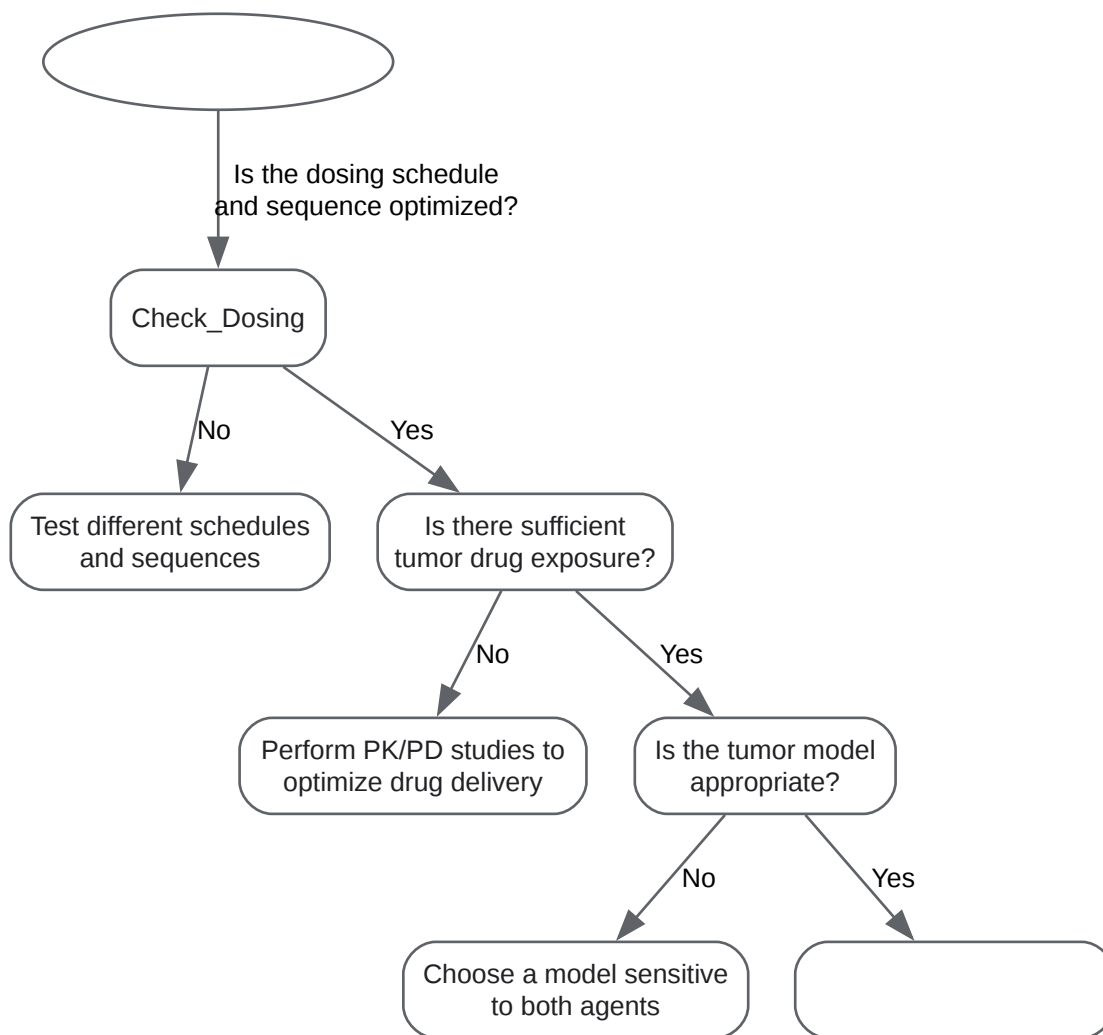 Is the dosing schedule
and sequence optimized?
Check_Dosing
No
Yes
Test different schedules
and sequences
Is there sufficient
tumor drug exposure?
No
Yes
Perform PK/PD studies to
optimize drug delivery
Is the tumor model
appropriate?
No
Yes
Choose a model sensitive
to both agents